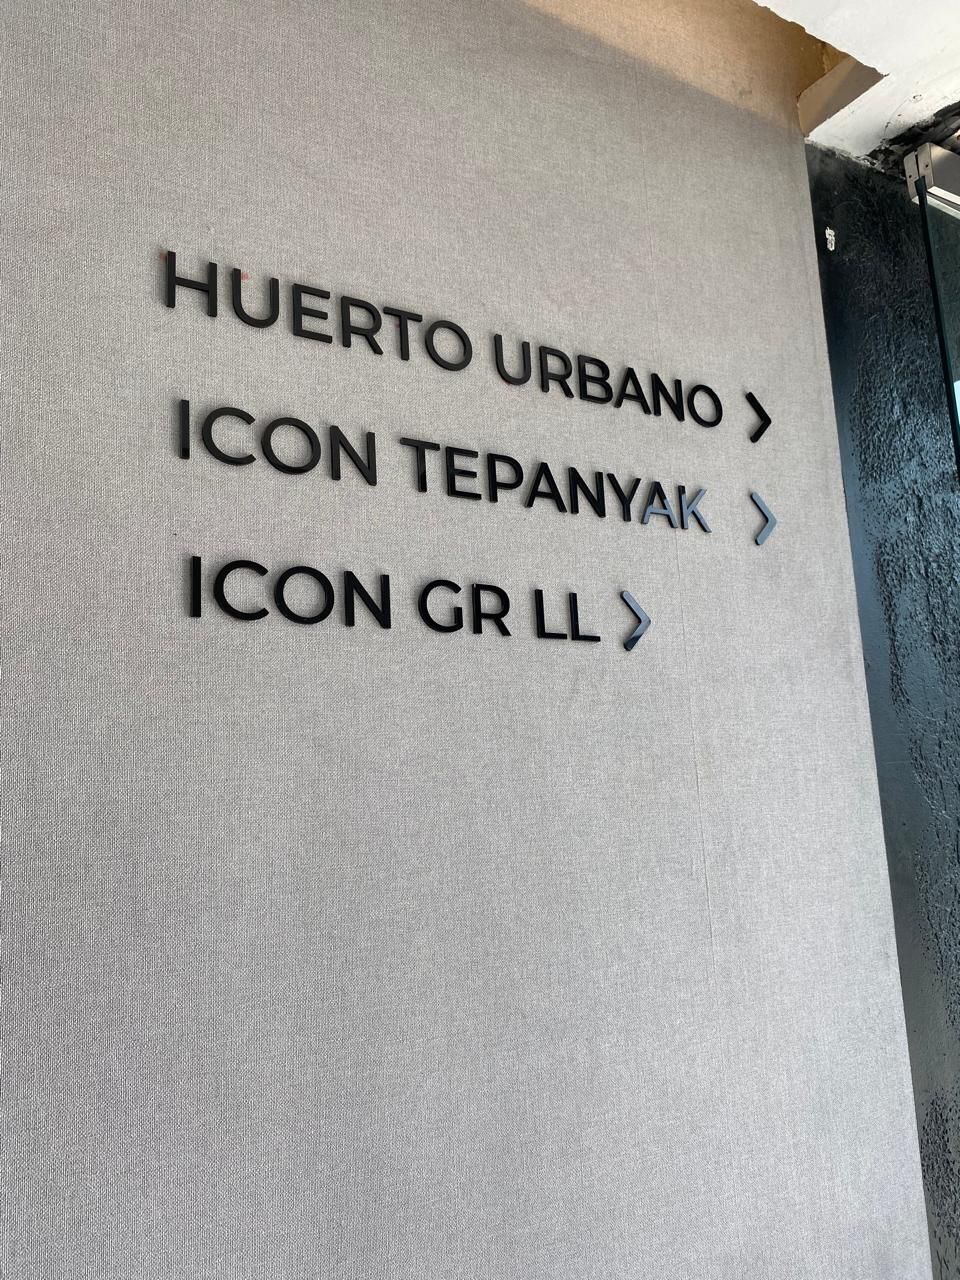 HUERTO URBANO >
ICON TEPANYAK >
ICON GR LL >